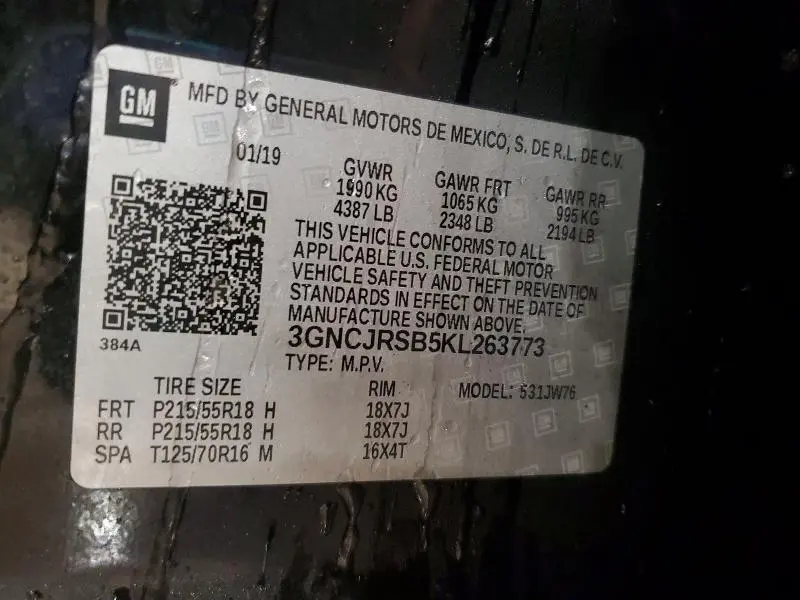 GM
MFD BY GENERAL MOTORS DE MEXICO, S. DE R.L. DE C.V.
01/19
GVWR GAWR FRT GAWR RR
1990 KG 1065 KG 995 KG
4387 LB 2348 LB 2194 LB
THIS VEHICLE CONFORMS TO ALL
APPLICABLE U.S. FEDERAL MOTOR
VEHICLE SAFETY AND THEFT PREVENTION
STANDARDS IN EFFECT ON THE DATE OF
MANUFACTURE SHOWN ABOVE.
384A
3GNCJRSB5KL263773
TYPE: M.P.V.
TIRE SIZE RIM MODEL: 531JW76
FRT P215/55R18 H 18X7J
RR P215/55R18 H 18X7J
SPA T125/70R16 M 16X4T